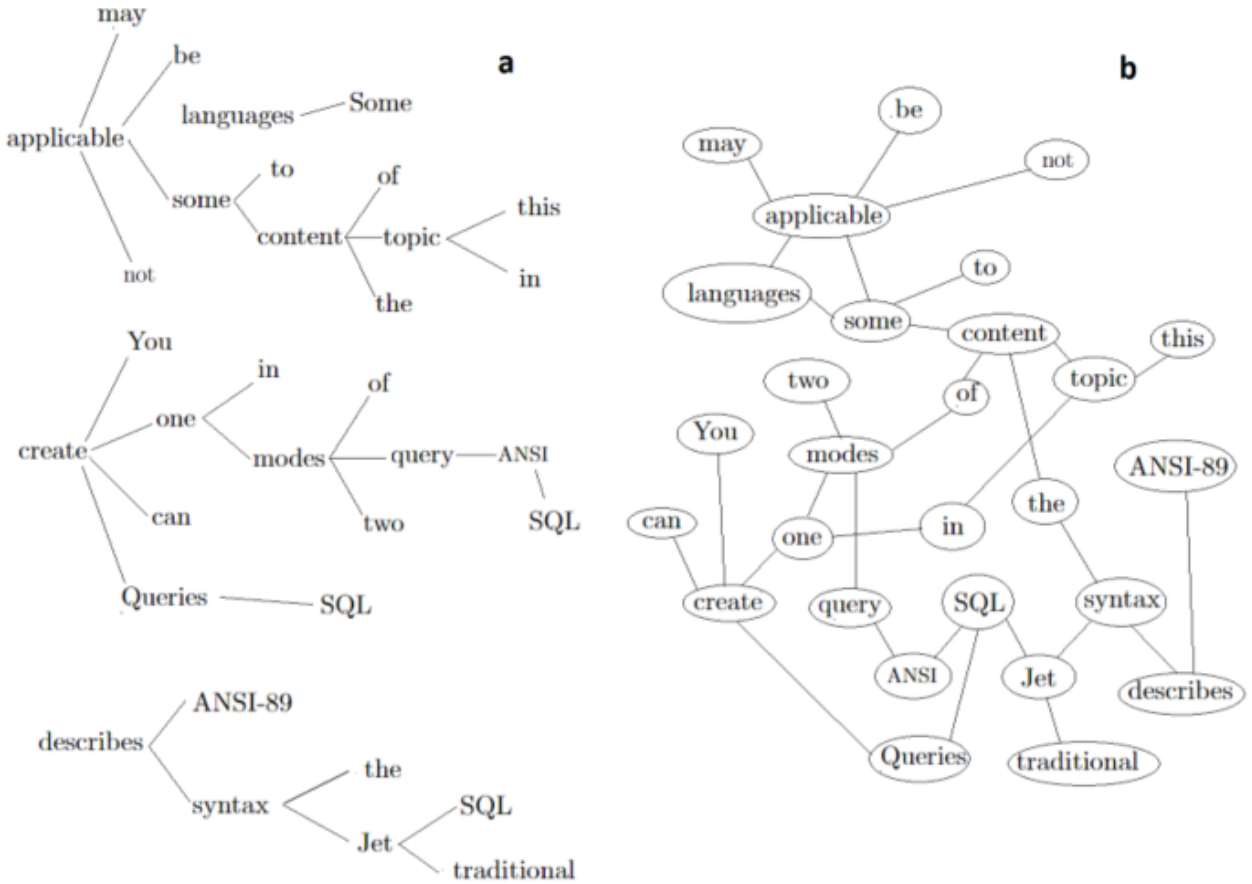 may
be
a
languages
Some
applicable
to
of
some
this
content
topic
not
in
the
You
in
of
one
create
modes
query
ANSI
can
two
SQL
Queries
SQL
ANSI-89
describes
the
syntax
SQL
Jet
traditional
b
be
may
not
applicable
to
languages
some
content
this
two
topic
of
You
modes
ANSI-89
can
the
one
in
create
query
SQL
syntax
ANSI
Jet
describes
Queries
traditional